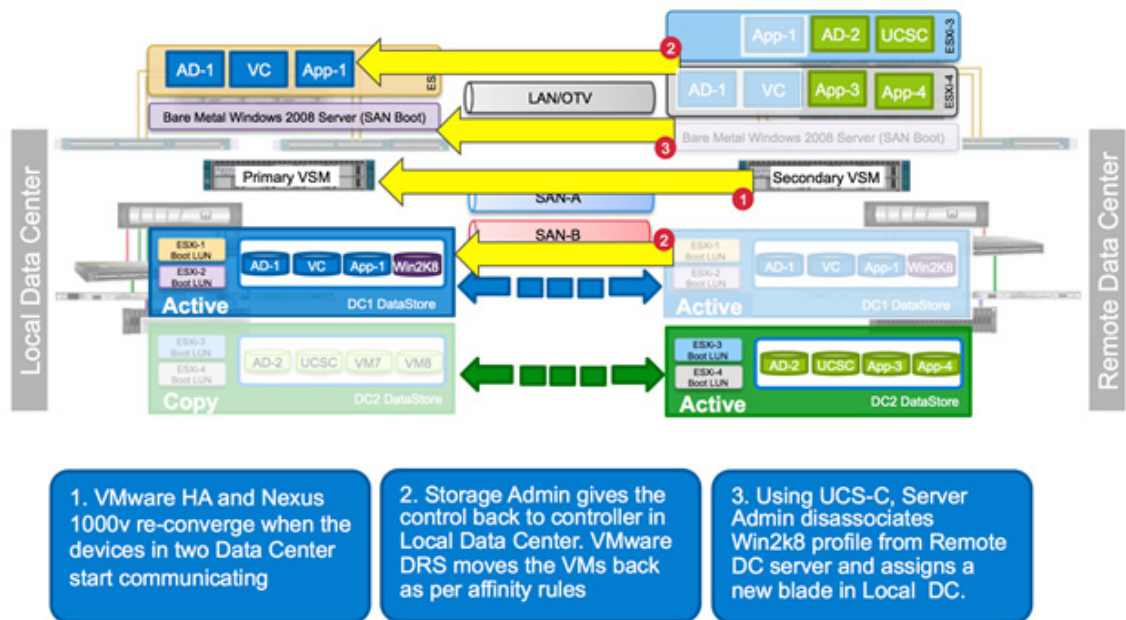 Local Data Center
Remote Data Center
AD-1
VC
App-1
ES
Bare Metal Windows 2008 Server (SAN Boot)
App-1
AD-2
UCSC
ESXi-3
AD-1
VC
App-3
App-4
ESXi-4
Bare Metal Windows 2008 Server (SAN Boot)
2
LAN/OTV
3
Primary VSM
Secondary VSM
1
SAN-A
SAN-B
2
ESXi-1
Boot LUN
ESXi-2
Boot LUN
AD-1
VC
App-1
Win2K8
Active
DC1 DataStore
ESXi-1
Boot LUN
ESXi-2
Boot LUN
AD-1
VC
App-1
Win2K8
Active
DC1 DataStore
ESXi-3
Boot LUN
ESXi-4
Boot LUN
AD-2
UCSC
VM7
VM8
Copy
DC2 DataStore
ESXi-3
Boot LUN
ESXi-4
Boot LUN
AD-2
UCSC
App-3
App-4
Active
DC2 DataStore
1. VMware HA and Nexus
1000v re-converge when the
devices in two Data Center
start communicating
2. Storage Admin gives the
control back to controller in
Local Data Center. VMware
DRS moves the VMs back
as per affinity rules
3. Using UCS-C, Server
Admin disassociates
Win2k8 profile from Remote
DC server and assigns a
new blade in Local DC.